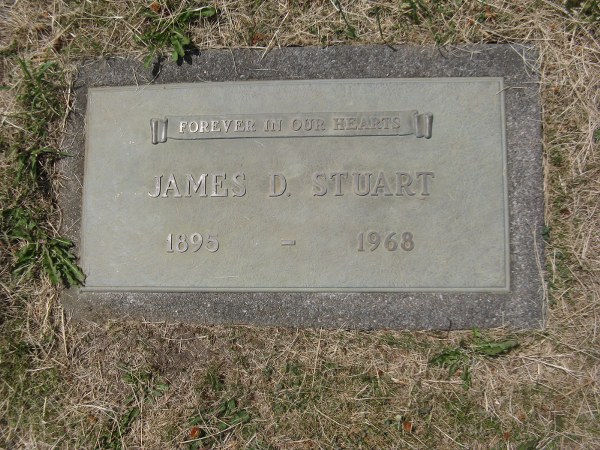 FOREVER IN OUR HEARTS
JAMES D. STUART
1895 – 1968